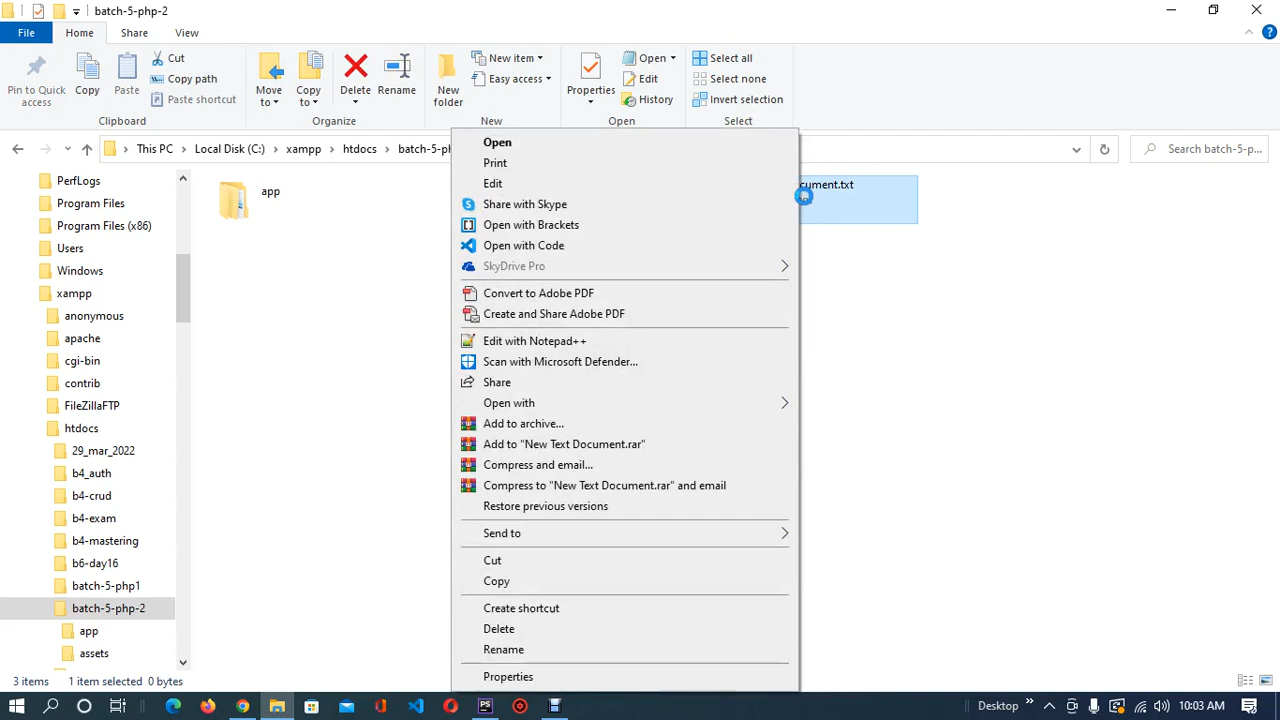 batch-5-php-2
File
Home
Share
View
Pin to Quick access
Copy
Paste
Cut
Copy path
Paste shortcut
Clipboard
Move to
Copy to
Delete
Rename
Organize
New folder
New item
Easy access
New
Properties
Open
Edit
History
Open
Select all
Select none
Invert selection
Select
This PC
Local Disk (C:)
xampp
htdocs
batch-5-ph
Search batch-5-p...
PerfLogs
Program Files
Program Files (x86)
Users
Windows
xampp
anonymous
apache
cgi-bin
contrib
FileZillaFTP
htdocs
29_mar_2022
b4_auth
b4-crud
b4-exam
b4-mastering
b6-day16
batch-5-php1
batch-5-php-2
app
assets
app
cument.txt
Open
Print
Edit
Share with Skype
Open with Brackets
Open with Code
SkyDrive Pro
Convert to Adobe PDF
Create and Share Adobe PDF
Edit with Notepad++
Scan with Microsoft Defender...
Share
Open with
Add to archive...
Add to "New Text Document.rar"
Compress and email...
Compress to "New Text Document.rar" and email
Restore previous versions
Send to
Cut
Copy
Create shortcut
Delete
Rename
Properties
3 items
1 item selected 0 bytes
Desktop
10:03 AM